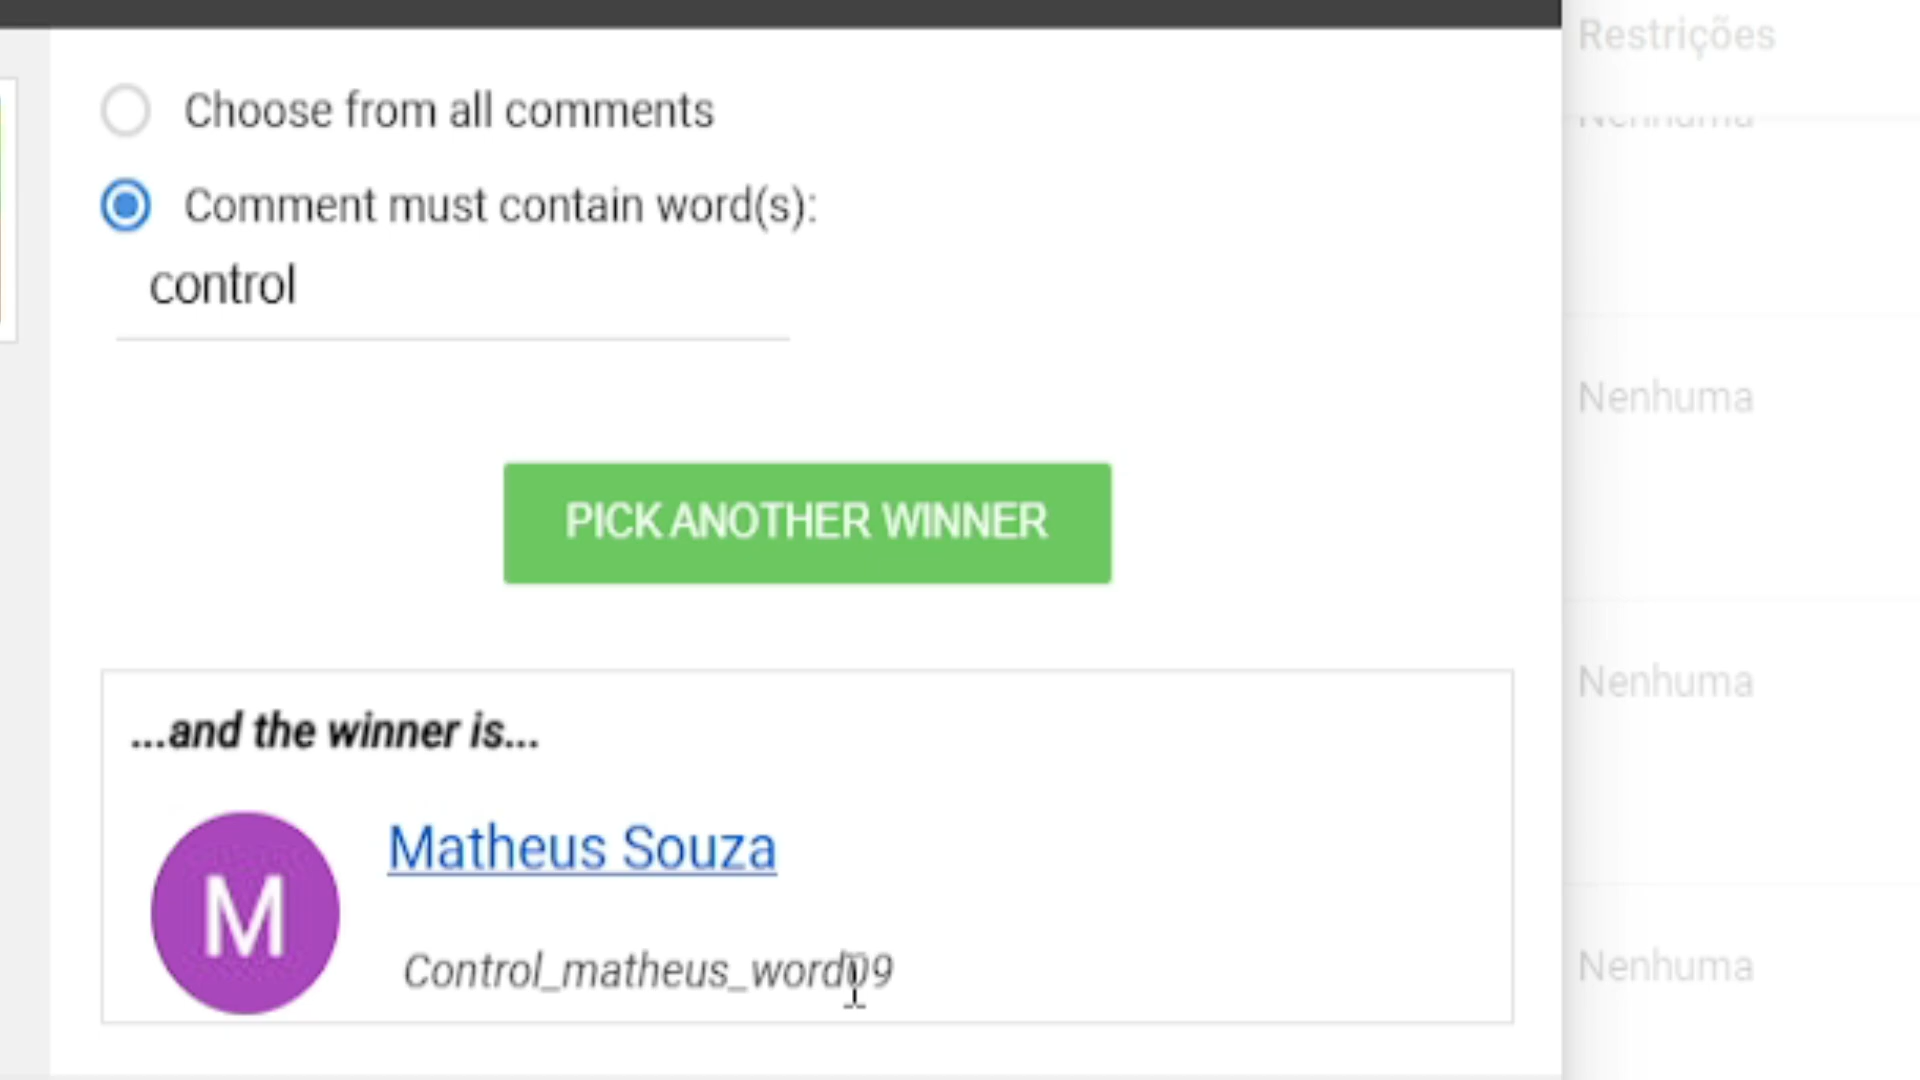 Restrições
Choose from all comments
Nenhuma
Comment must contain word(s):
control
Nenhuma
PICK ANOTHER WINNER
Nenhuma
...and the winner is...
Matheus Souza
M
Control_matheus_word09
Nenhuma